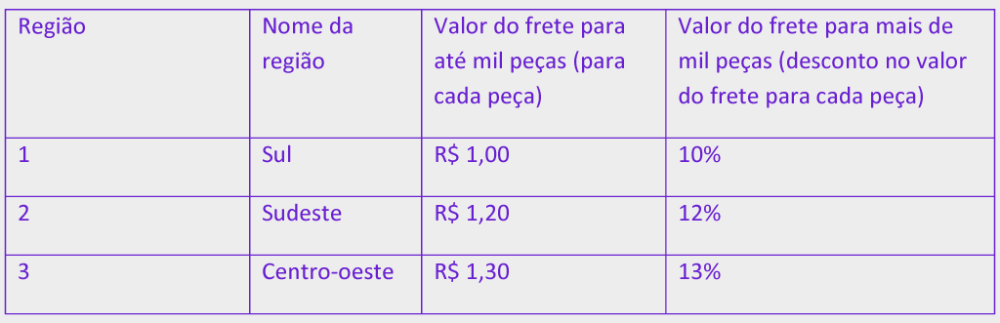 Região
Nome da
região
Valor do frete para
até mil peças (para
cada peça)
Valor do frete para mais de
mil peças (desconto no valor
do frete para cada peça)
1
Sul
R$ 1,00
10%
2
Sudeste
R$ 1,20
12%
3
Centro-oeste
R$ 1,30
13%